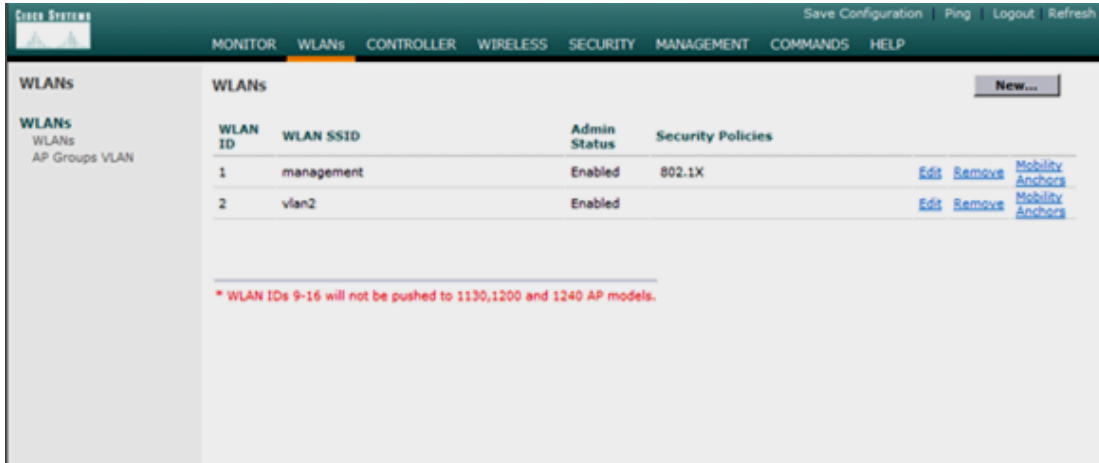 CISCO SYSTEMS
Save Configuration | Ping | Logout | Refresh
MONITOR WLANs CONTROLLER WIRELESS SECURITY MANAGEMENT COMMANDS HELP
WLANs
WLANs
WLANs
AP Groups VLAN
WLANs
New...
WLAN ID WLAN SSID Admin Status Security Policies
1 management Enabled 802.1X Edit Remove Mobility Anchors
2 vlan2 Enabled Edit Remove Mobility Anchors
* WLAN IDs 9-16 will not be pushed to 1130,1200 and 1240 AP models.